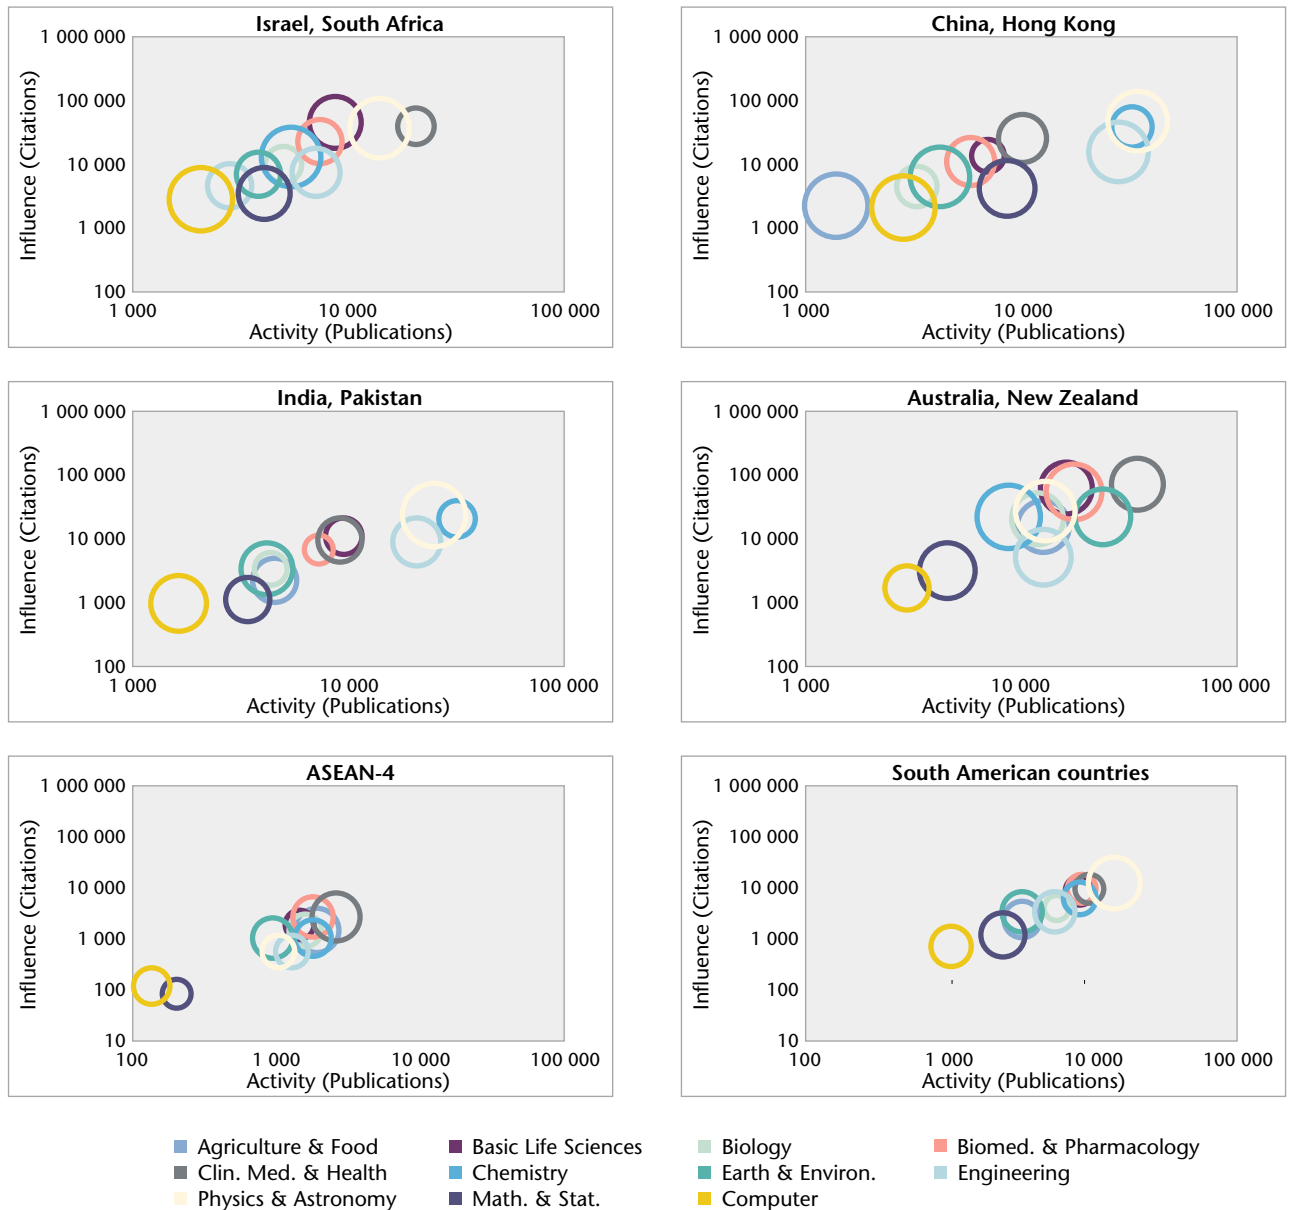 Israel, South Africa
1 000 000
100 000
10 000
1 000
100
Influence (Citations)
1 000
10 000
100 000
Activity (Publications)
China, Hong Kong
1 000 000
100 000
10 000
1 000
100
Influence (Citations)
1 000
10 000
100 000
Activity (Publications)
India, Pakistan
1 000 000
100 000
10 000
1 000
100
Influence (Citations)
1 000
10 000
100 000
Activity (Publications)
Australia, New Zealand
1 000 000
100 000
10 000
1 000
100
Influence (Citations)
1 000
10 000
100 000
Activity (Publications)
ASEAN-4
1 000 000
100 000
10 000
1 000
100
10
Influence (Citations)
100
1 000
10 000
100 000
Activity (Publications)
South American countries
1 000 000
100 000
10 000
1 000
100
10
Influence (Citations)
100
1 000
10 000
100 000
Activity (Publications)
Agriculture & Food
Basic Life Sciences
Biology
Biomed. & Pharmacology
Clin. Med. & Health
Chemistry
Earth & Environ.
Engineering
Physics & Astronomy
Math. & Stat.
Computer